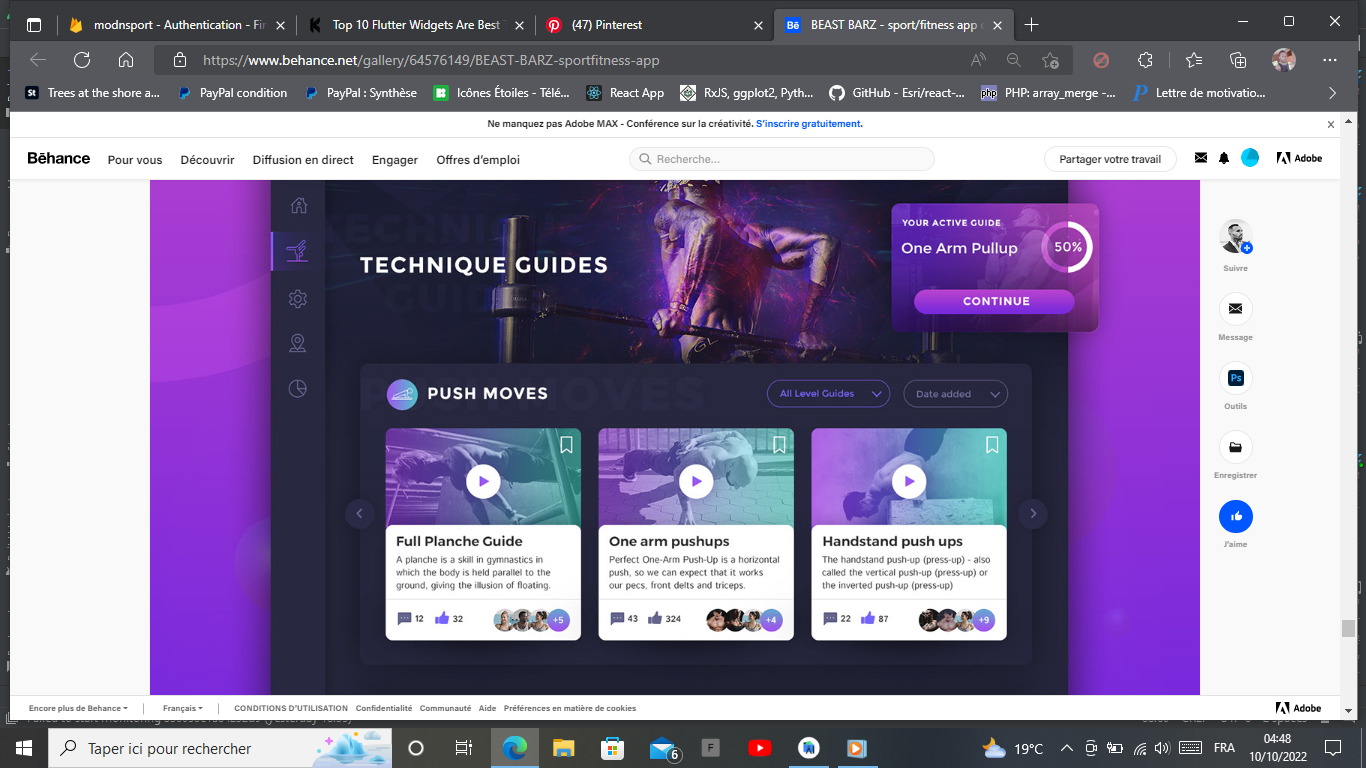 modnsport - Authentication - Fir
Top 10 Flutter Widgets Are Best
(47) Pinterest
Bē
BEAST BARZ - sport/fitness app
https://www.behance.net/gallery/64576149/BEAST-BARZ-sportfitness-app
St
Trees at the shore a...
PayPal condition
PayPal : Synthèse
Icônes Étoiles - Télé...
React App
RxJS, ggplot2, Pyth...
GitHub - Esri/react-...
php
PHP: array_merge -...
Lettre de motivatio...
Ne manquez pas Adobe MAX - Conférence sur la créativité. S'inscrire gratuitement.
Bēhance
Pour vous
Découvrir
Diffusion en direct
Engager
Offres d'emploi
Recherche...
Partager votre travail
Adobe
TECHNIQUE GUIDES
YOUR ACTIVE GUIDE
One Arm Pullup
50%
CONTINUE
PUSH MOVES
All Level Guides
Date added
Full Planche Guide
A planche is a skill in gymnastics in
which the body is held parallel to the
ground, giving the illusion of floating.
12
32
+5
One arm pushups
Perfect One-Arm Push-Up is a horizontal
push, so we can expect that it works
our pecs, front delts and triceps.
43
324
+4
Handstand push ups
The handstand push-up (press-up) - also
called the vertical push-up (press-up) or
the inverted push-up (press-up)
22
87
+9
Suivre
Message
Ps
Outils
Enregistrer
J'aime
Encore plus de Behance
Français
CONDITIONS D'UTILISATION
Confidentialité
Communauté
Aide
Préférences en matière de cookies
Adobe
Taper ici pour rechercher
6
F
19°C
FRA
04:48
10/10/2022